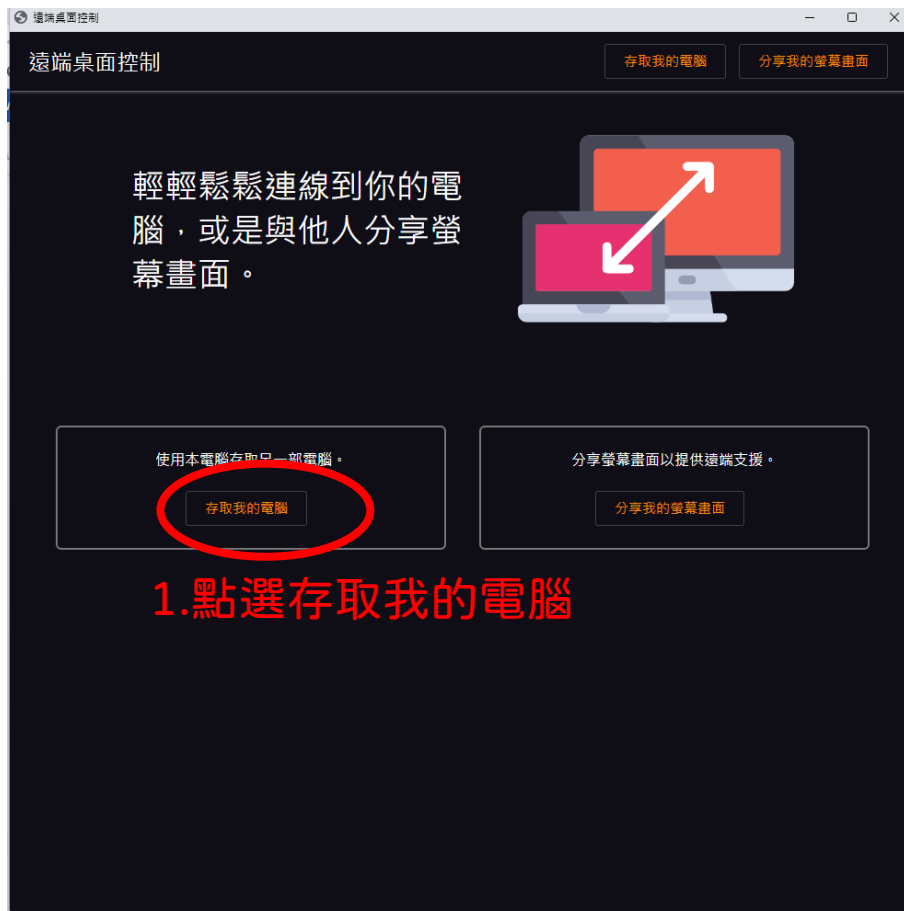 遠端桌面控制
遠端桌面控制
存取我的電腦
分享我的螢幕畫面
輕輕鬆鬆連線到你的電
腦，或是與他人分享螢
幕畫面。
使用本電腦存取另一部電腦。
存取我的電腦
分享螢幕畫面以提供遠端支援。
分享我的螢幕畫面
1.點選存取我的電腦